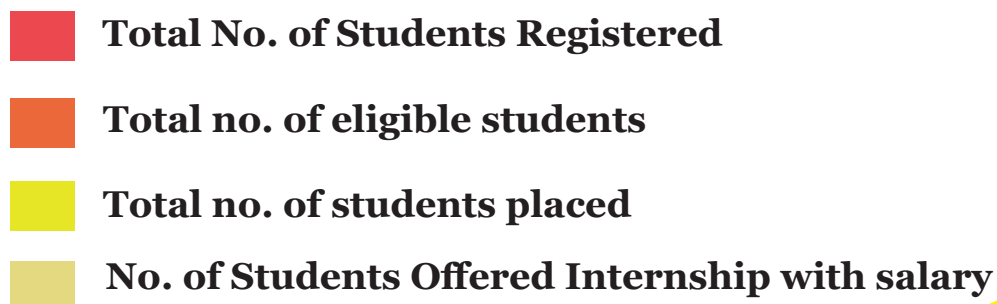 Total No. of Students Registered
Total no. of eligible students
Total no. of students placed
No. of Students Offered Internship with salary